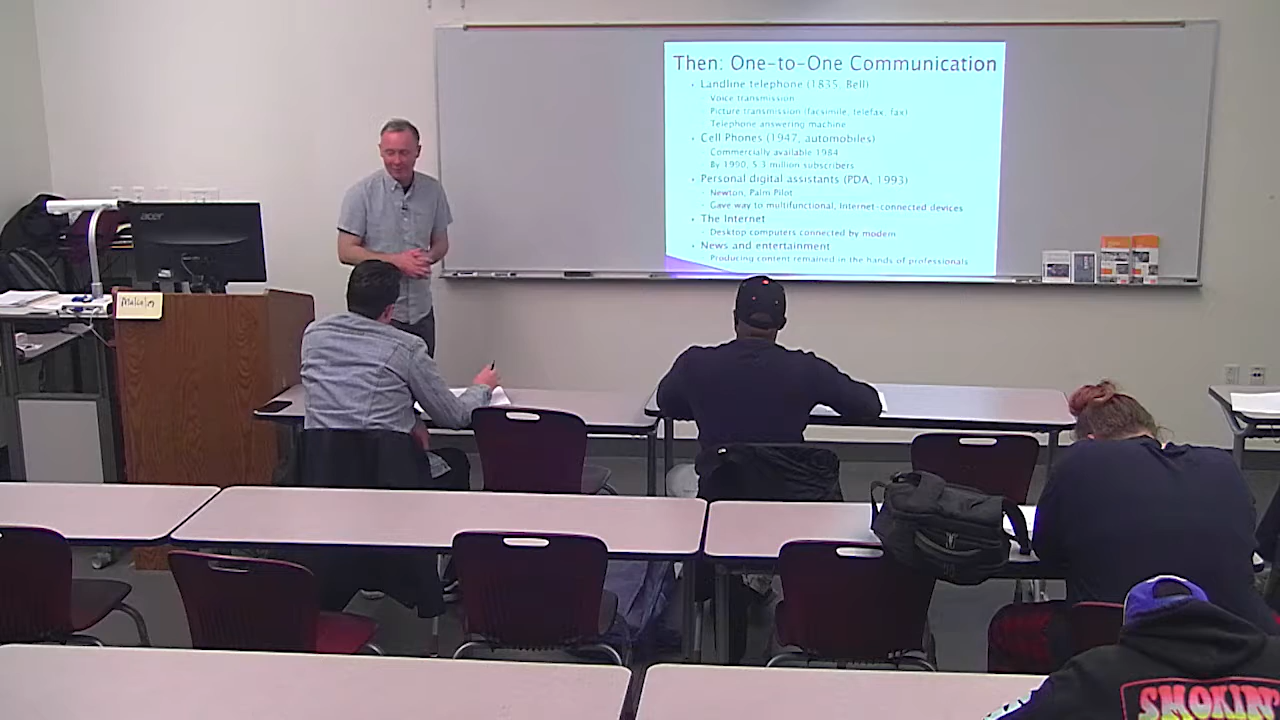 Then: One-to-One Communication
Landline telephone (1835, Bell)
Voice transmission
Picture transmission (facsimile, telefax, fax)
Telephone answering machine
Cell Phones (1947, automobiles)
Commercially available 1984
By 1990, 5.3 million subscribers
Personal digital assistants (PDA, 1993)
Newton, Palm Pilot
Gave way to multifunctional, Internet-connected devices
The Internet
Desktop computers connected by modem
News and entertainment
Producing content remained in the hands of professionals
acer
Malcolm
SMOKIN'